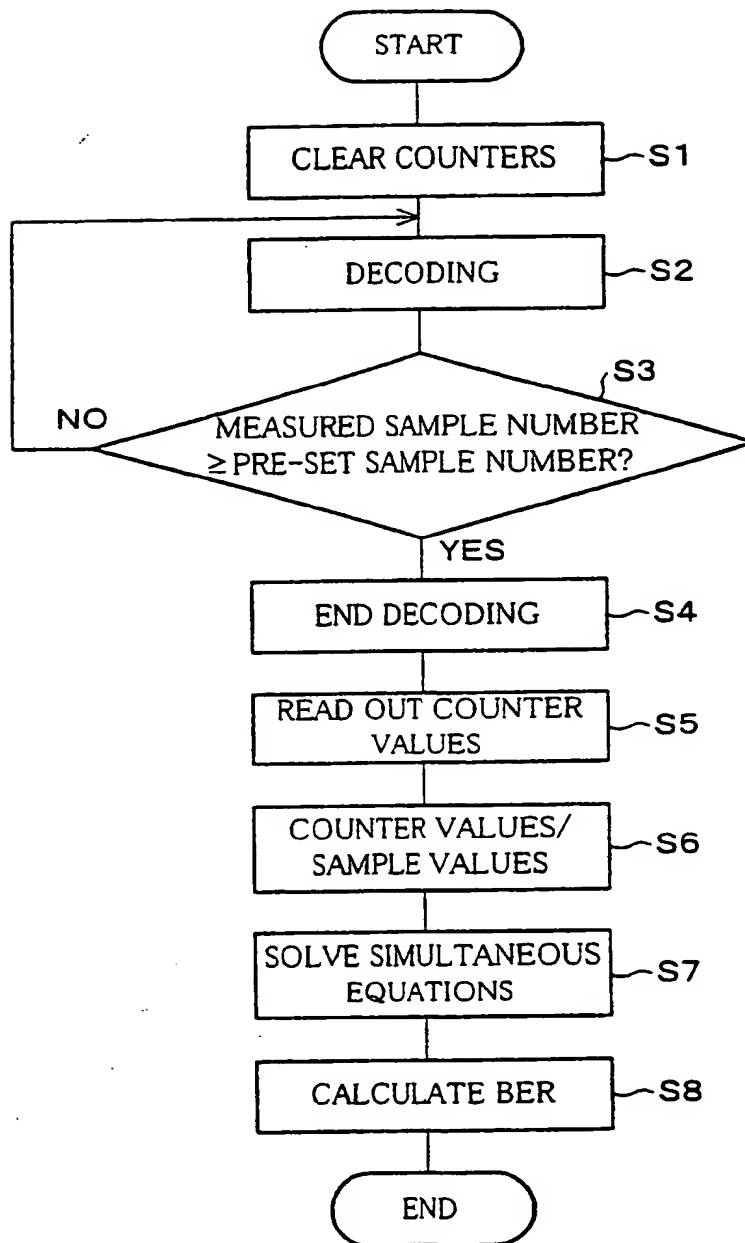 START
CLEAR COUNTERS
S1
DECODING
S2
S3
NO
MEASURED SAMPLE NUMBER
≥PRE-SET SAMPLE NUMBER?
YES
END DECODING
S4
READ OUT COUNTER
VALUES
S5
COUNTER VALUES/
SAMPLE VALUES
S6
SOLVE SIMULTANEOUS
EQUATIONS
S7
CALCULATE BER
S8
END